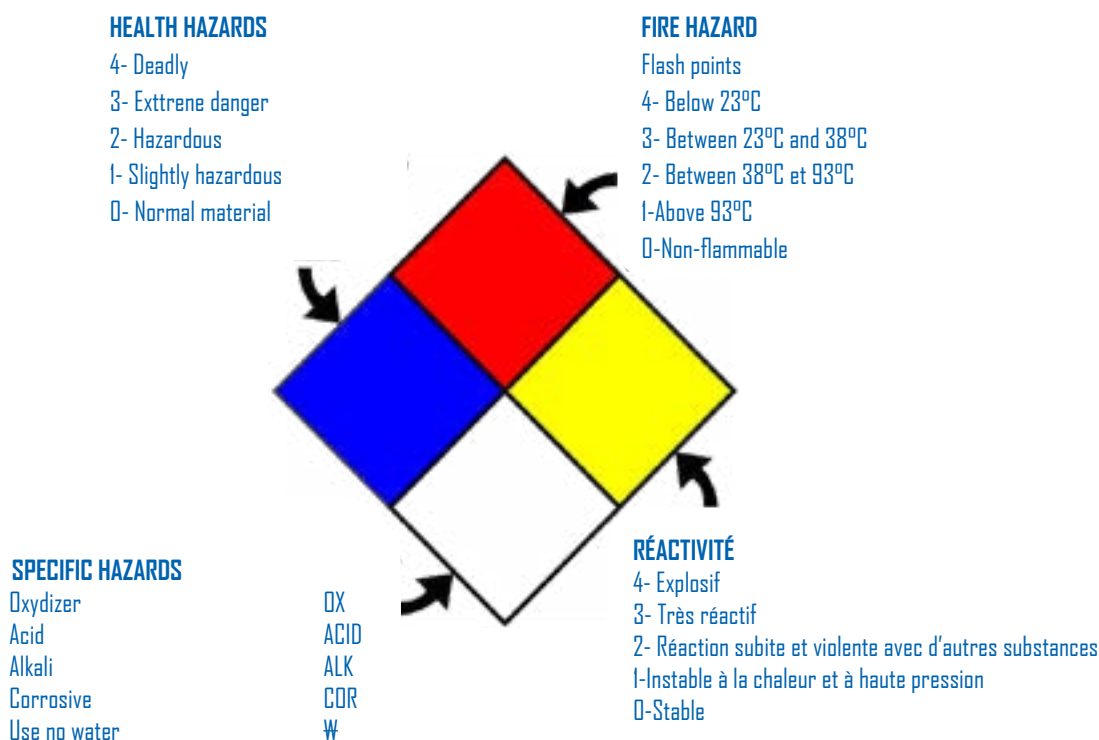 HEALTH HAZARDS
4- Deadly
3- Exttrene danger
2- Hazardous
1- Slightly hazardous
0- Normal material
FIRE HAZARD
Flash points
4- Below 23ºC
3- Between 23ºC and 38ºC
2- Between 38ºC et 93ºC
1-Above 93ºC
0-Non-flammable
SPECIFIC HAZARDS
Oxydizer OX
Acid ACID
Alkali ALK
Corrosive COR
Use no water W̶
RÉACTIVITÉ
4- Explosif
3- Très réactif
2- Réaction subite et violente avec d'autres substances
1-Instable à la chaleur et à haute pression
0-Stable